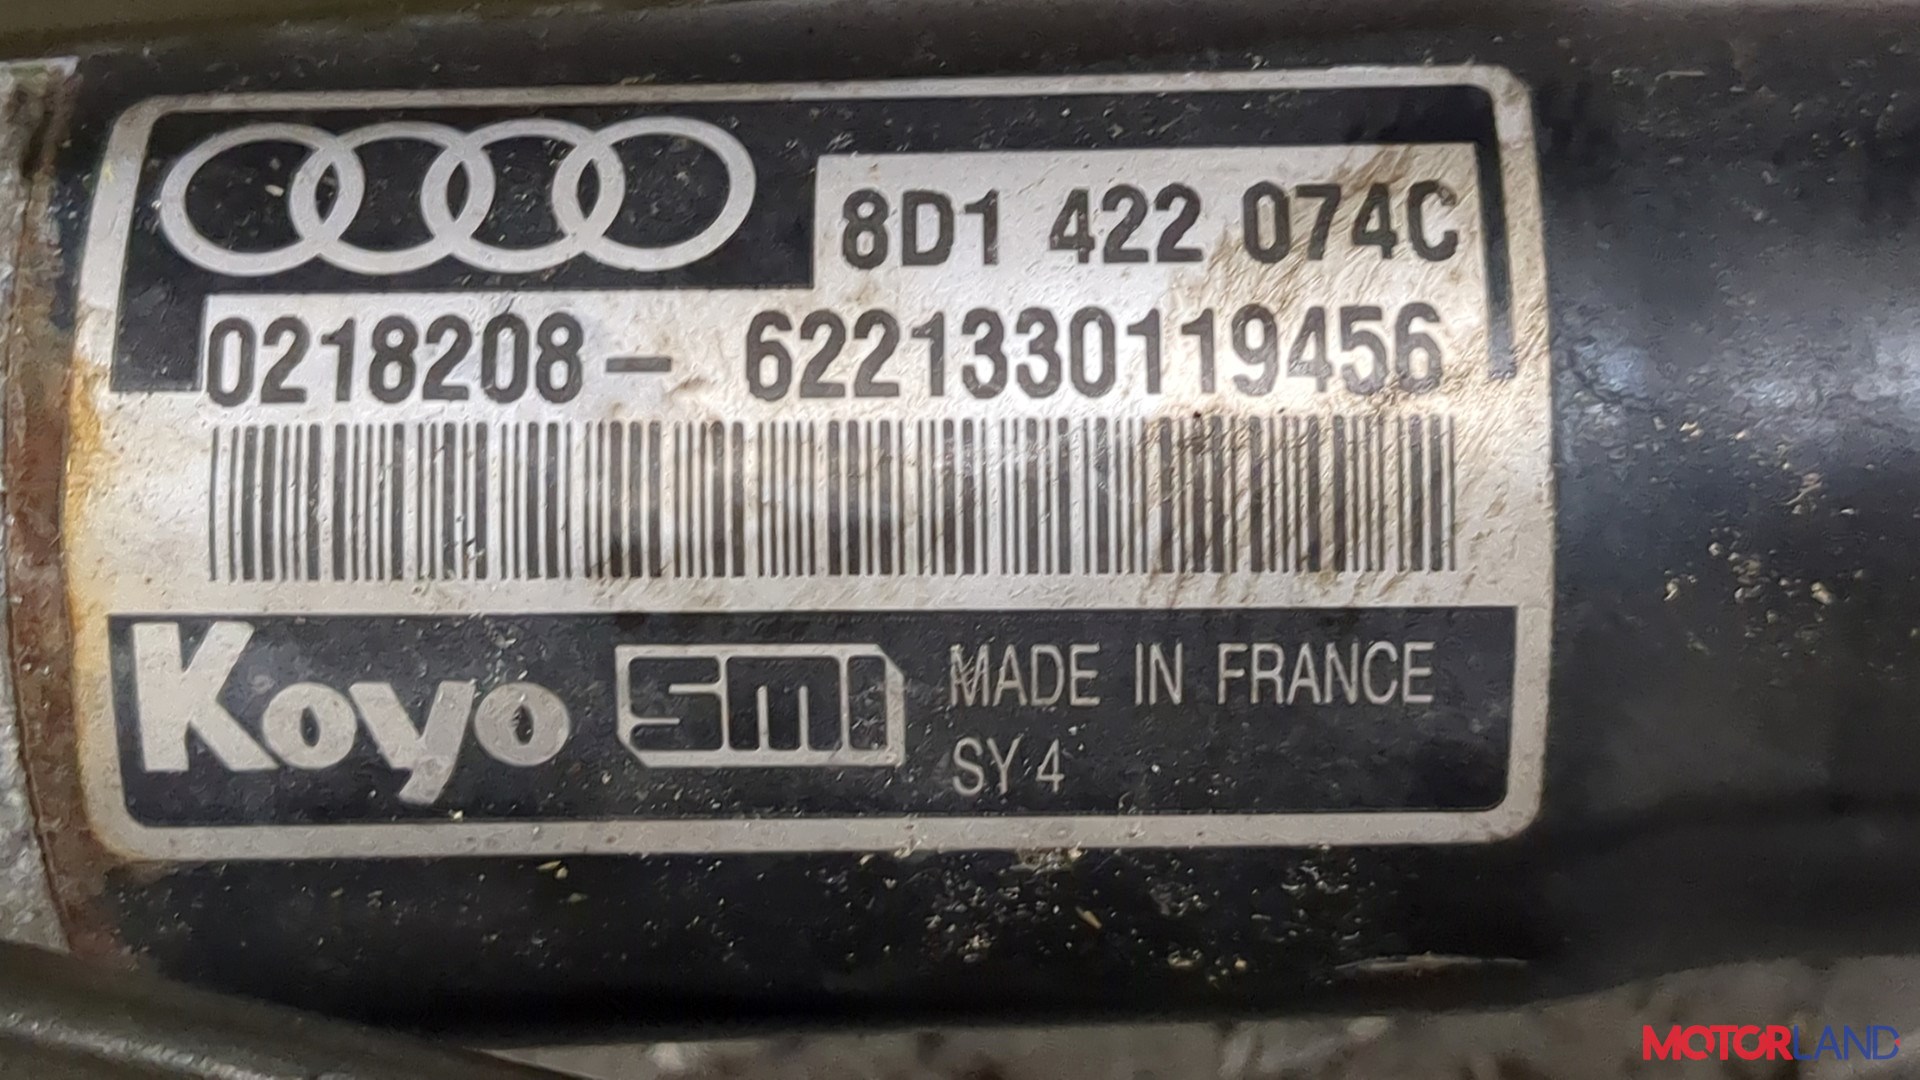 8D1 422 074C
0218208- 6221330119456
Koyo SMI MADE IN FRANCE
SY 4
MOTORLAND